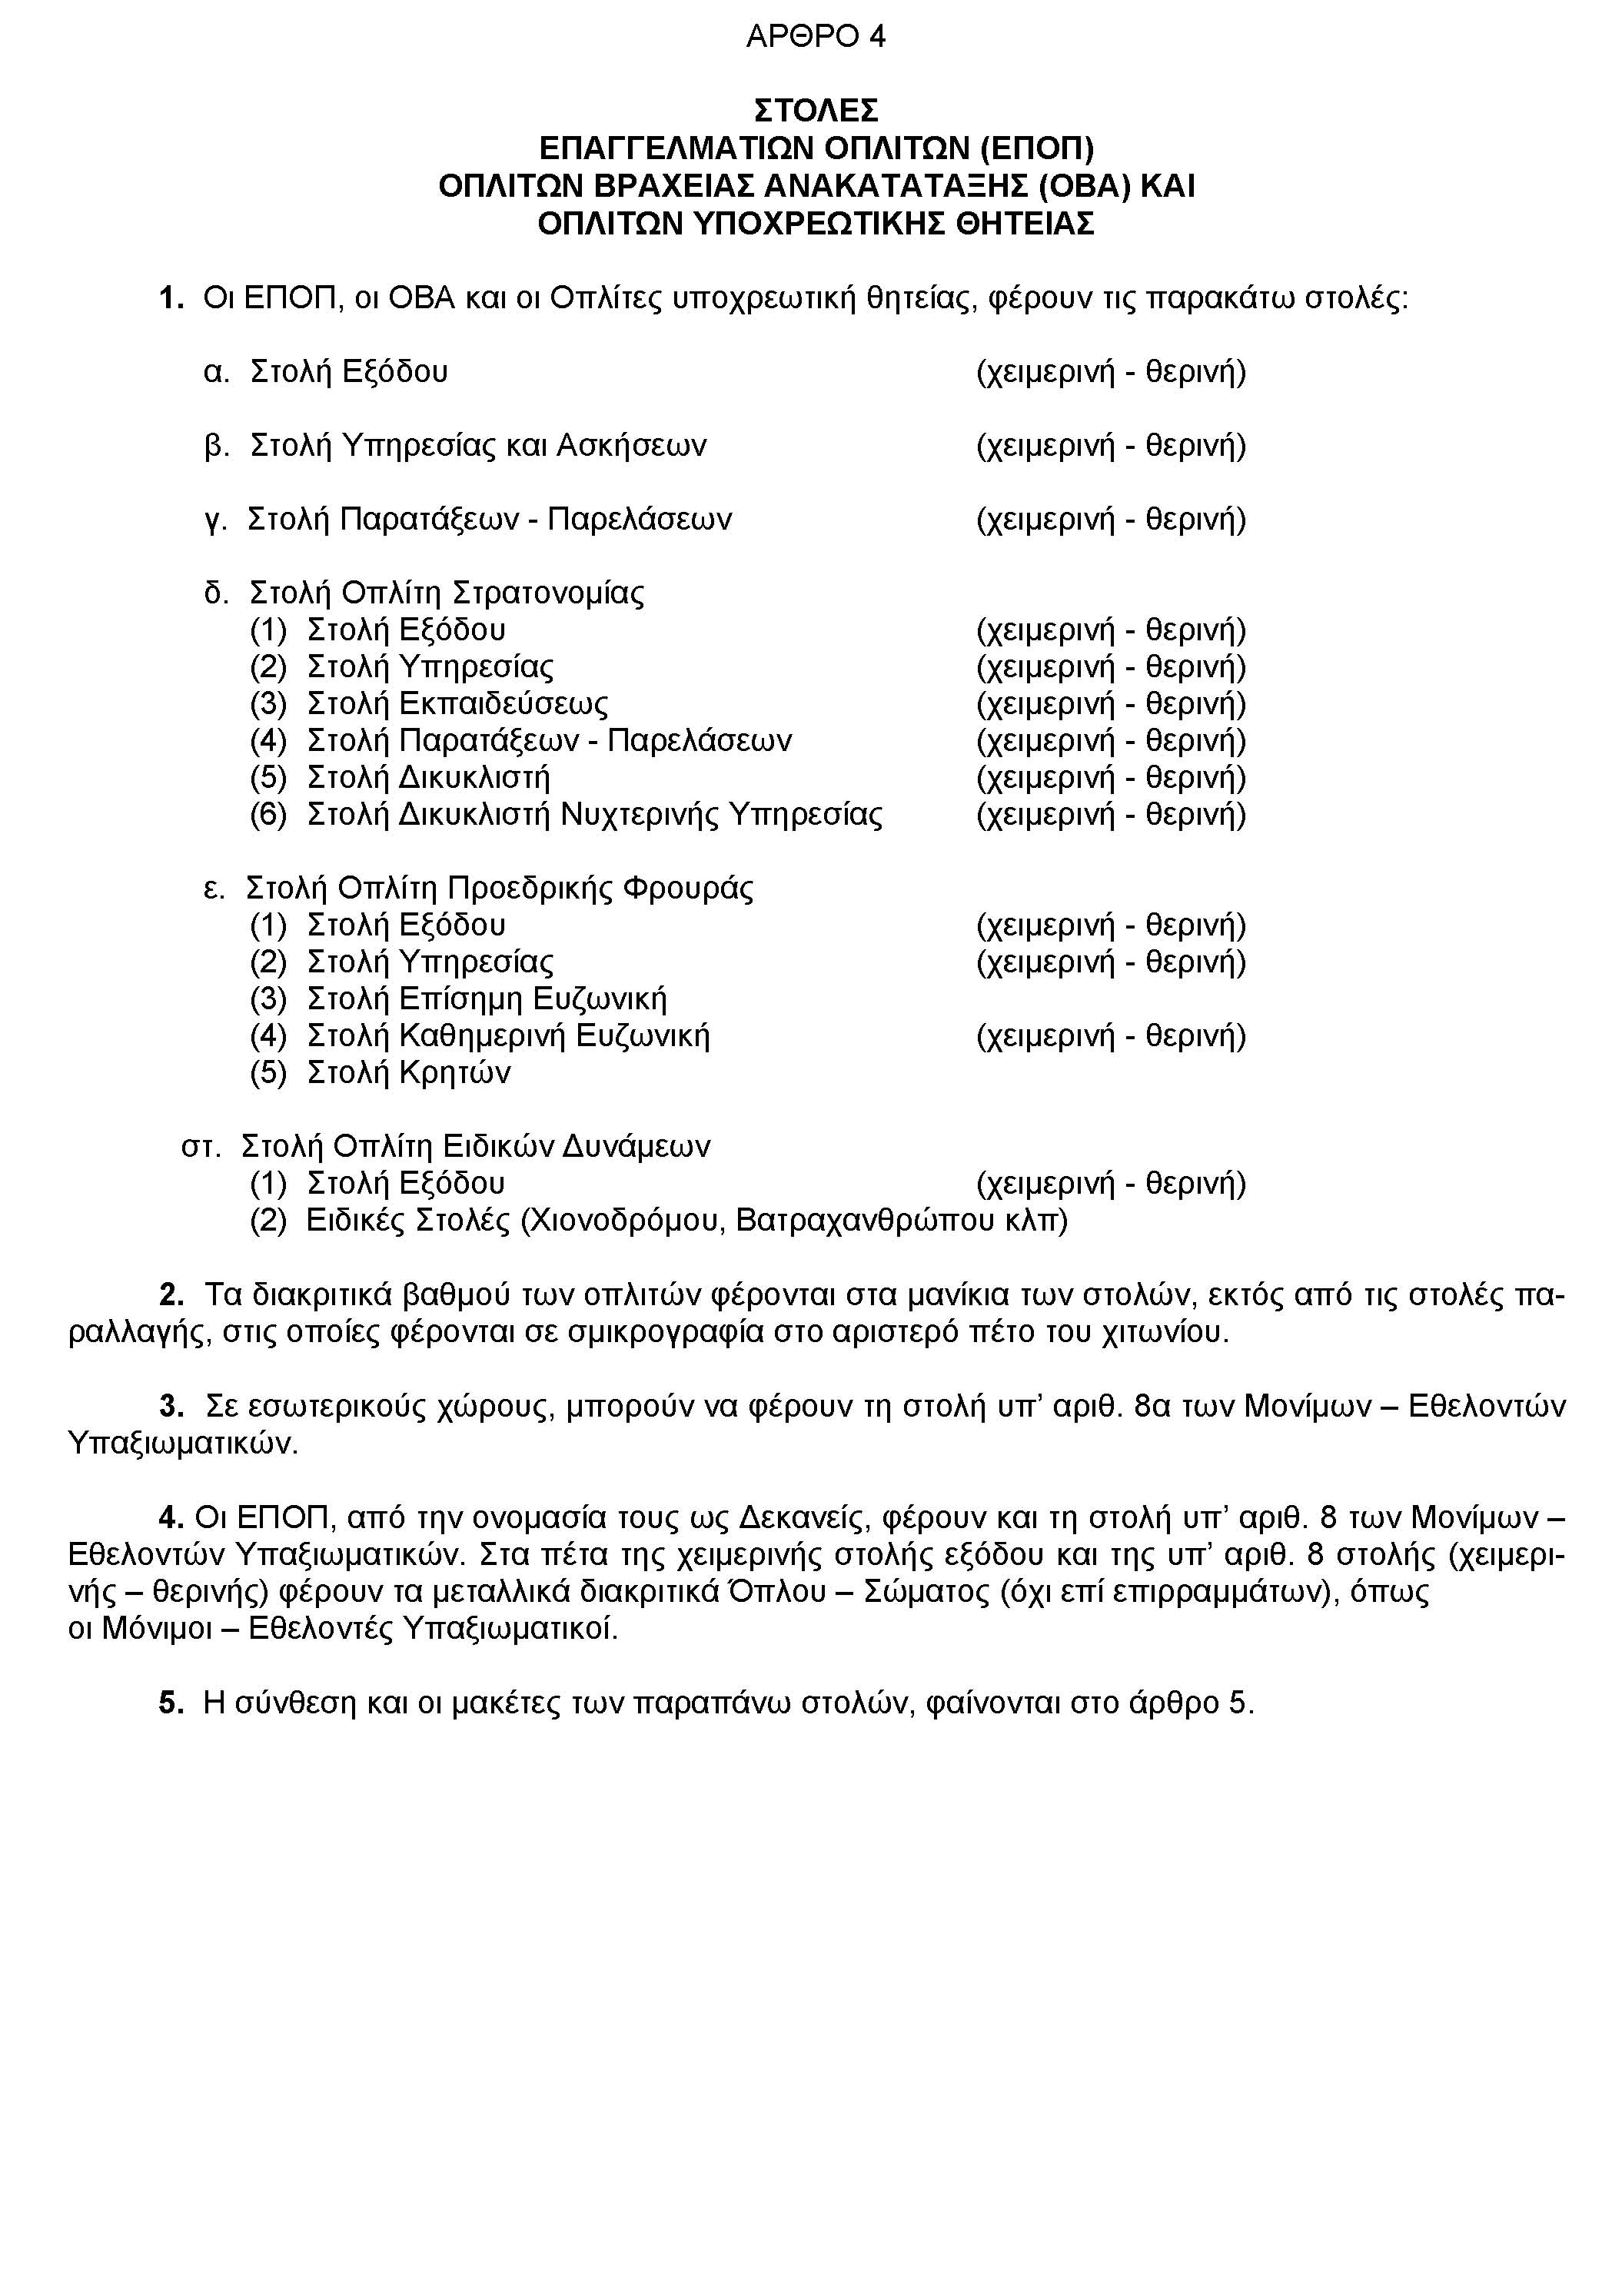 ΑΡΘΡΟ 4
ΣΤΟΛΕΣ
ΕΠΑΓΓΕΛΜΑΤΙΩΝ ΟΠΛΙΤΩΝ (ΕΠΟΠ)
ΟΠΛΙΤΩΝ ΒΡΑΧΕΙΑΣ ΑΝΑΚΑΤΑΤΑΞΗΣ (ΟΒΑ) ΚΑΙ
ΟΠΛΙΤΩΝ ΥΠΟΧΡΕΩΤΙΚΗΣ ΘΗΤΕΙΑΣ
1. Οι ΕΠΟΠ, οι ΟΒΑ και οι Οπλίτες υποχρεωτική θητείας, φέρουν τις παρακάτω στολές:
α. Στολή Εξόδου (χειμερινή - θερινή)
β. Στολή Υπηρεσίας και Ασκήσεων (χειμερινή - θερινή)
γ. Στολή Παρατάξεων - Παρελάσεων (χειμερινή - θερινή)
δ. Στολή Οπλίτη Στρατονομίας
(1) Στολή Εξόδου (χειμερινή - θερινή)
(2) Στολή Υπηρεσίας (χειμερινή - θερινή)
(3) Στολή Εκπαιδεύσεως (χειμερινή - θερινή)
(4) Στολή Παρατάξεων - Παρελάσεων (χειμερινή - θερινή)
(5) Στολή Δικυκλιστή (χειμερινή - θερινή)
(6) Στολή Δικυκλιστή Νυχτερινής Υπηρεσίας (χειμερινή - θερινή)
ε. Στολή Οπλίτη Προεδρικής Φρουράς
(1) Στολή Εξόδου (χειμερινή - θερινή)
(2) Στολή Υπηρεσίας (χειμερινή - θερινή)
(3) Στολή Επίσημη Ευζωνική
(4) Στολή Καθημερινή Ευζωνική (χειμερινή - θερινή)
(5) Στολή Κρητών
στ. Στολή Οπλίτη Ειδικών Δυνάμεων
(1) Στολή Εξόδου (χειμερινή - θερινή)
(2) Ειδικές Στολές (Χιονοδρόμου, Βατραχανθρώπου κλπ)
2. Τα διακριτικά βαθμού των οπλιτών φέρονται στα μανίκια των στολών, εκτός από τις στολές πα-
ραλλαγής, στις οποίες φέρονται σε σμικρογραφία στο αριστερό πέτο του χιτωνίου.
3. Σε εσωτερικούς χώρους, μπορούν να φέρουν τη στολή υπ’ αριθ. 8α των Μονίμων – Εθελοντών
Υπαξιωματικών.
4. Οι ΕΠΟΠ, από την ονομασία τους ως Δεκανείς, φέρουν και τη στολή υπ’ αριθ. 8 των Μονίμων –
Εθελοντών Υπαξιωματικών. Στα πέτα της χειμερινής στολής εξόδου και της υπ’ αριθ. 8 στολής (χειμερι-
νής – θερινής) φέρουν τα μεταλλικά διακριτικά Όπλου – Σώματος (όχι επί επιρραμμάτων), όπως
οι Μόνιμοι – Εθελοντές Υπαξιωματικοί.
5. Η σύνθεση και οι μακέτες των παραπάνω στολών, φαίνονται στο άρθρο 5.